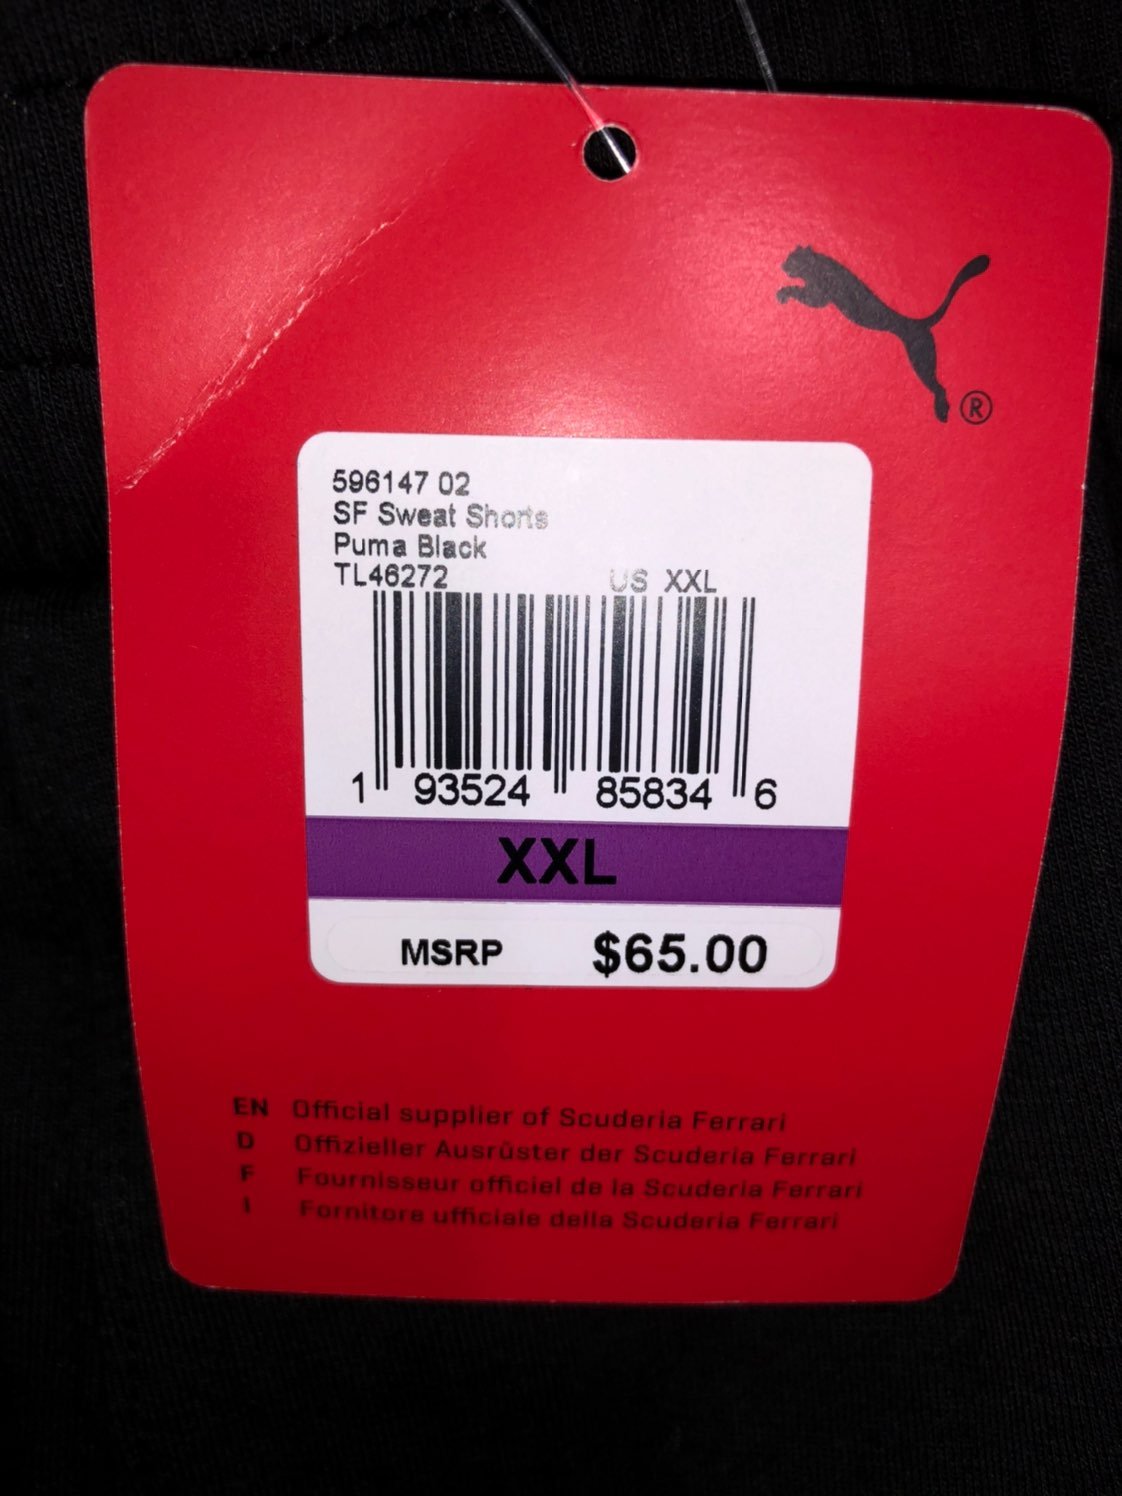 ®
596147 02
SF Sweat Shorts
Puma Black
TL46272 US XXL
1 93524 85834 6
XXL
MSRP $65.00
EN Official supplier of Scuderia Ferrari
D Offizieller Ausrüster der Scuderia Ferrari
F Fournisseur officiel de la Scuderia Ferrari
I Fornitore ufficiale della Scuderia Ferrari